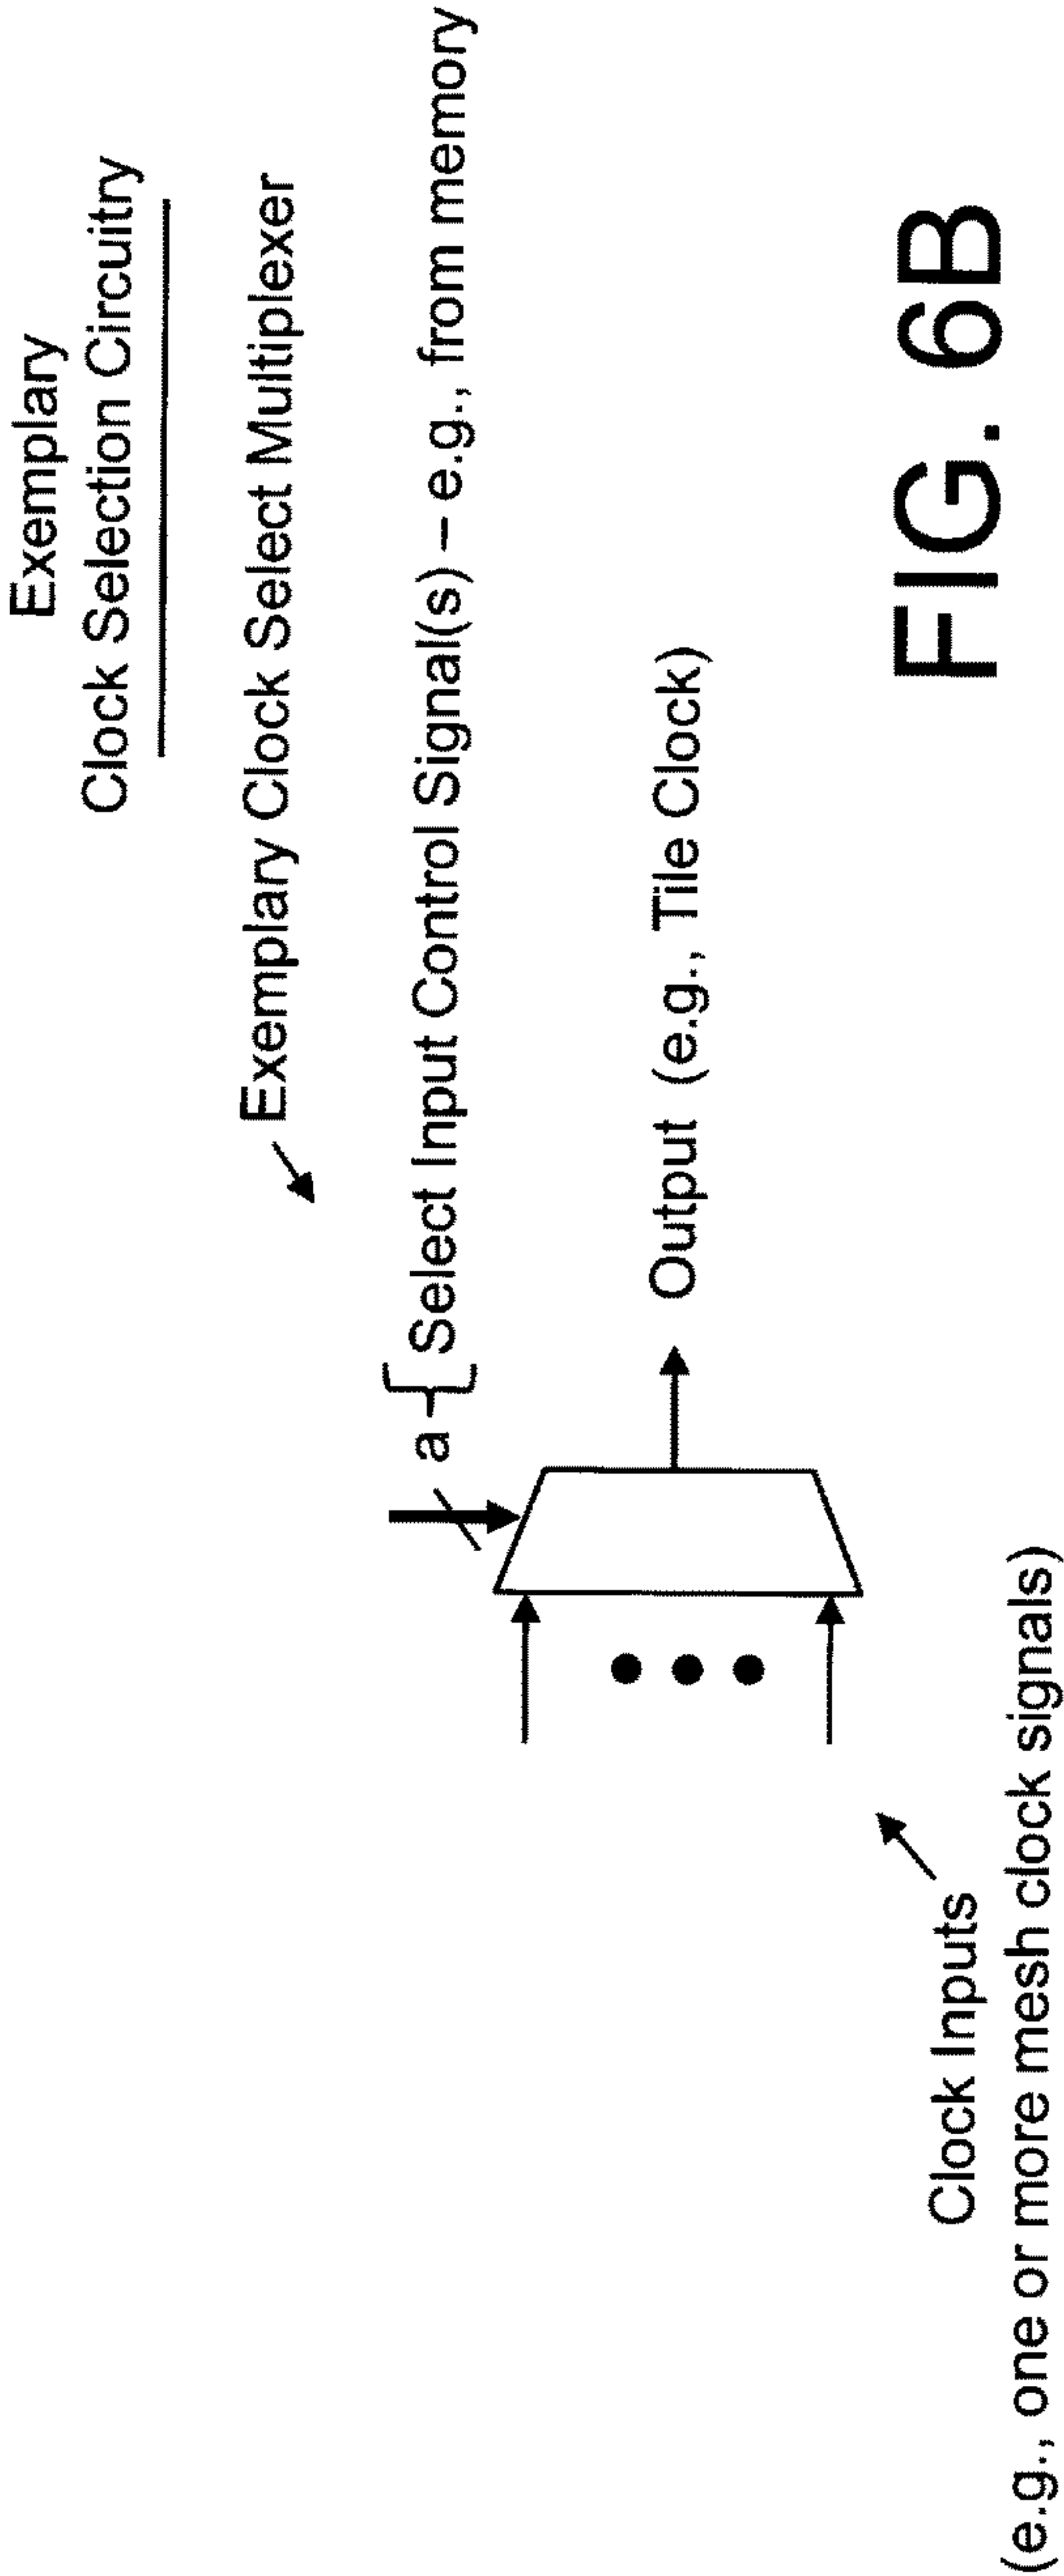 Exemplary
Clock Selection Circuitry
Exemplary Clock Select Multiplexer
a { Select Input Control Signal(s) – e.g., from memory
Output (e.g., Tile Clock)
Clock Inputs
(e.g., one or more mesh clock signals)
FIG. 6B